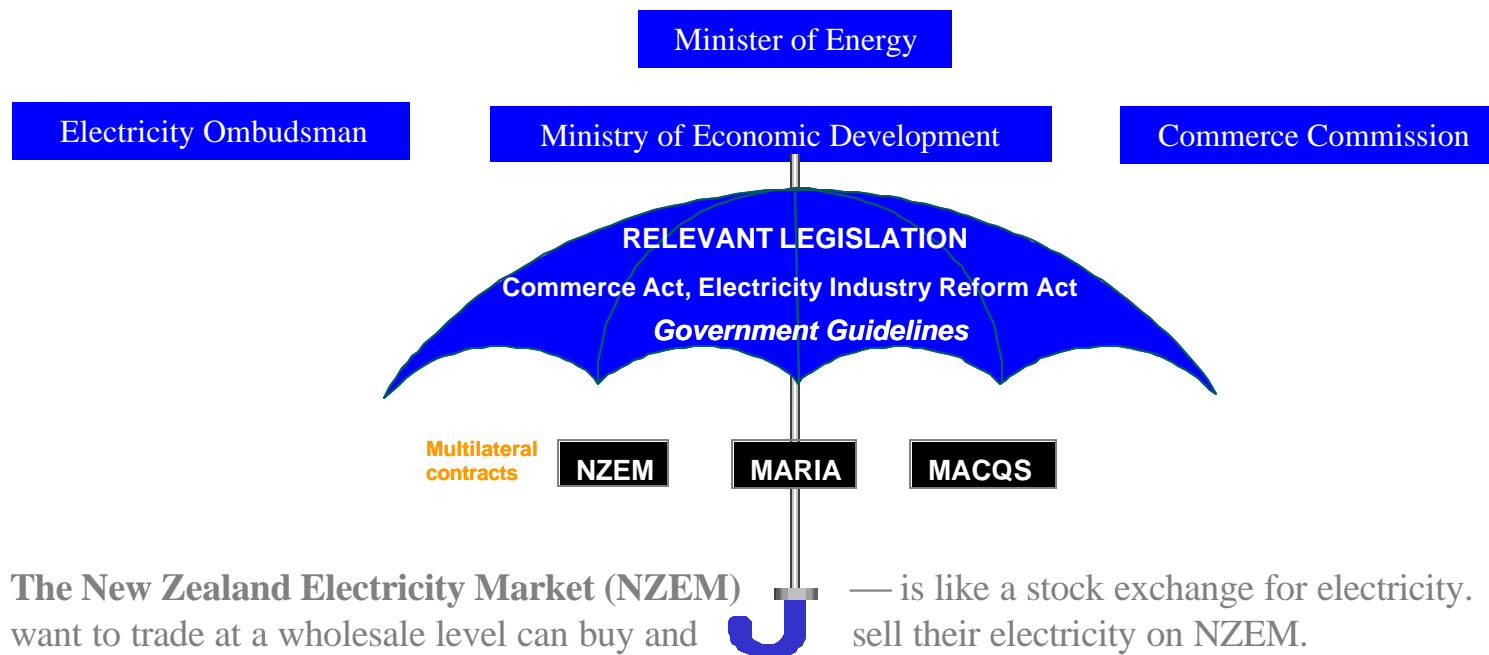 Minister of Energy
Electricity Ombudsman
Ministry of Economic Development
Commerce Commission
RELEVANT LEGISLATION
Commerce Act, Electricity Industry Reform Act
Government Guidelines
Multilateral
contracts
NZEM
MARIA
MACQS
The New Zealand Electricity Market (NZEM) — is like a stock exchange for electricity.
want to trade at a wholesale level can buy and sell their electricity on NZEM.